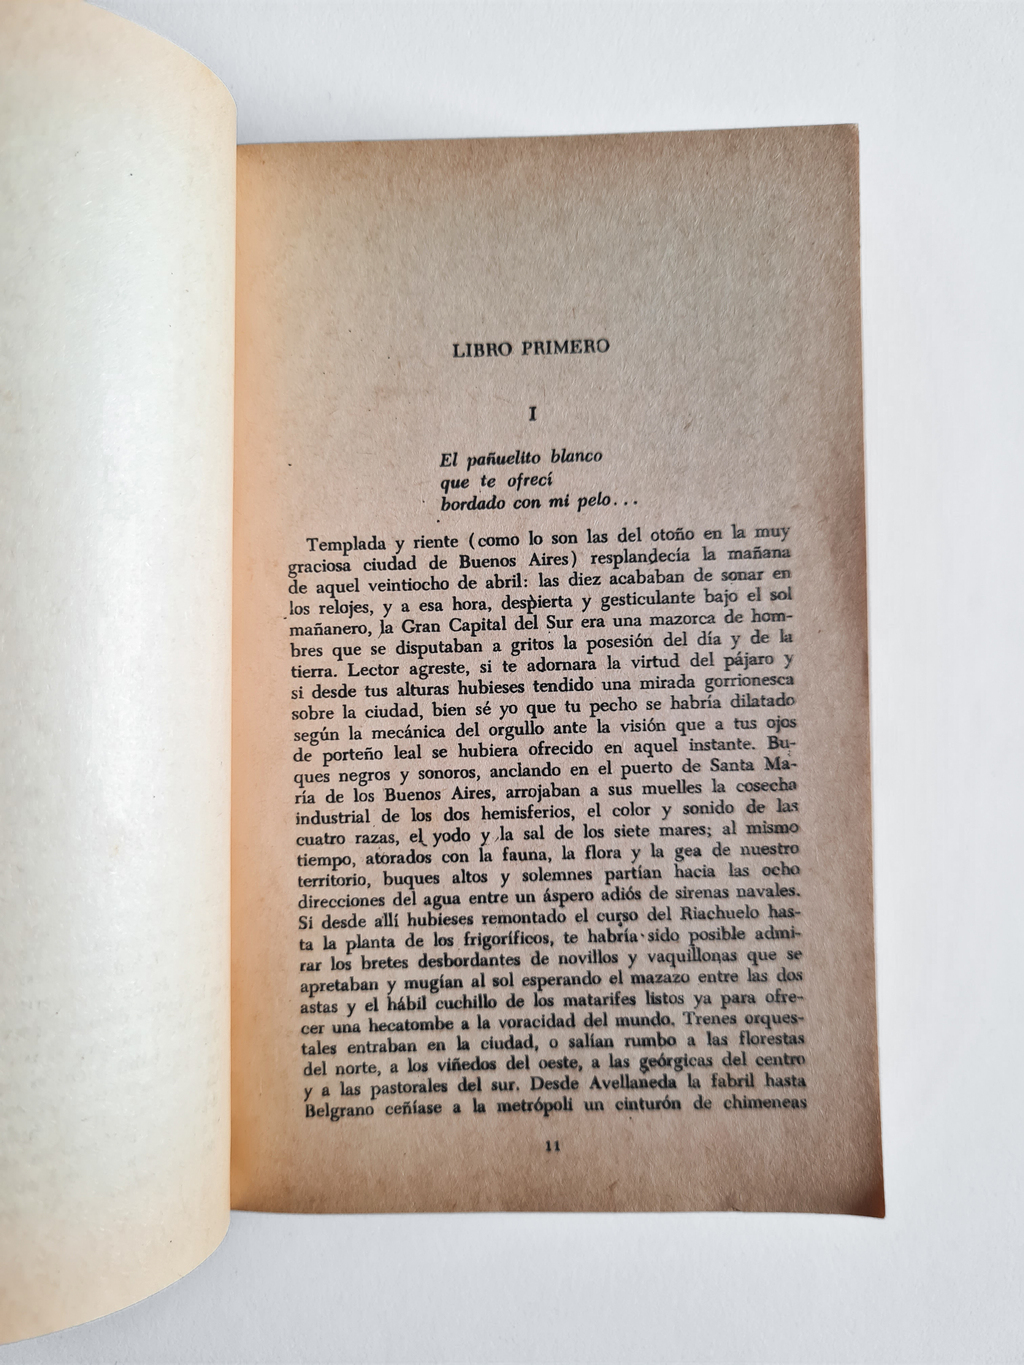 LIBRO PRIMERO
I
El pañuelito blanco
que te ofrecí
bordado con mi pelo...
Templada y riente (como lo son las del otoño en la muy
graciosa ciudad de Buenos Aires) resplandecía la mañana
de aquel veintiocho de abril: las diez acababan de sonar en
los relojes, y a esa hora, despierta y gesticulante bajo el sol
mañanero, la Gran Capital del Sur era una mazorca de hom-
bres que se disputaban a gritos la posesión del día y de la
tierra. Lector agreste, si te adornara la virtud del pájaro y
si desde tus alturas hubieses tendido una mirada gorrionesca
sobre la ciudad, bien sé yo que tu pecho se habría dilatado
según la mecánica del orgullo ante la visión que a tus ojos
de porteño leal se hubiera ofrecido en aquel instante. Bu-
ques negros y sonoros, anclando en el puerto de Santa Ma-
ría de los Buenos Aires, arrojaban a sus muelles la cosecha
industrial de los dos hemisferios, el color y sonido de las
cuatro razas, el yodo y la sal de los siete mares; al mismo
tiempo, atorados con la fauna, la flora y la gea de nuestro
territorio, buques altos y solemnes partían hacia las ocho
direcciones del agua entre un áspero adiós de sirenas navales.
Si desde allí hubieses remontado el curso del Riachuelo has-
ta la planta de los frigoríficos, te habría sido posible admi-
rar los bretes desbordantes de novillos y vaquillonas que se
apretaban y mugían al sol esperando el mazazo entre las dos
astas y el hábil cuchillo de los matarifes listos ya para ofre-
cer una hecatombe a la voracidad del mundo. Trenes orques-
tales entraban en la ciudad, o salían rumbo a las florestas
del norte, a los viñedos del oeste, a las geórgicas del centro
y a las pastorales del sur. Desde Avellaneda la fabril hasta
Belgrano ceñíase a la metrópoli un cinturón de chimeneas
11